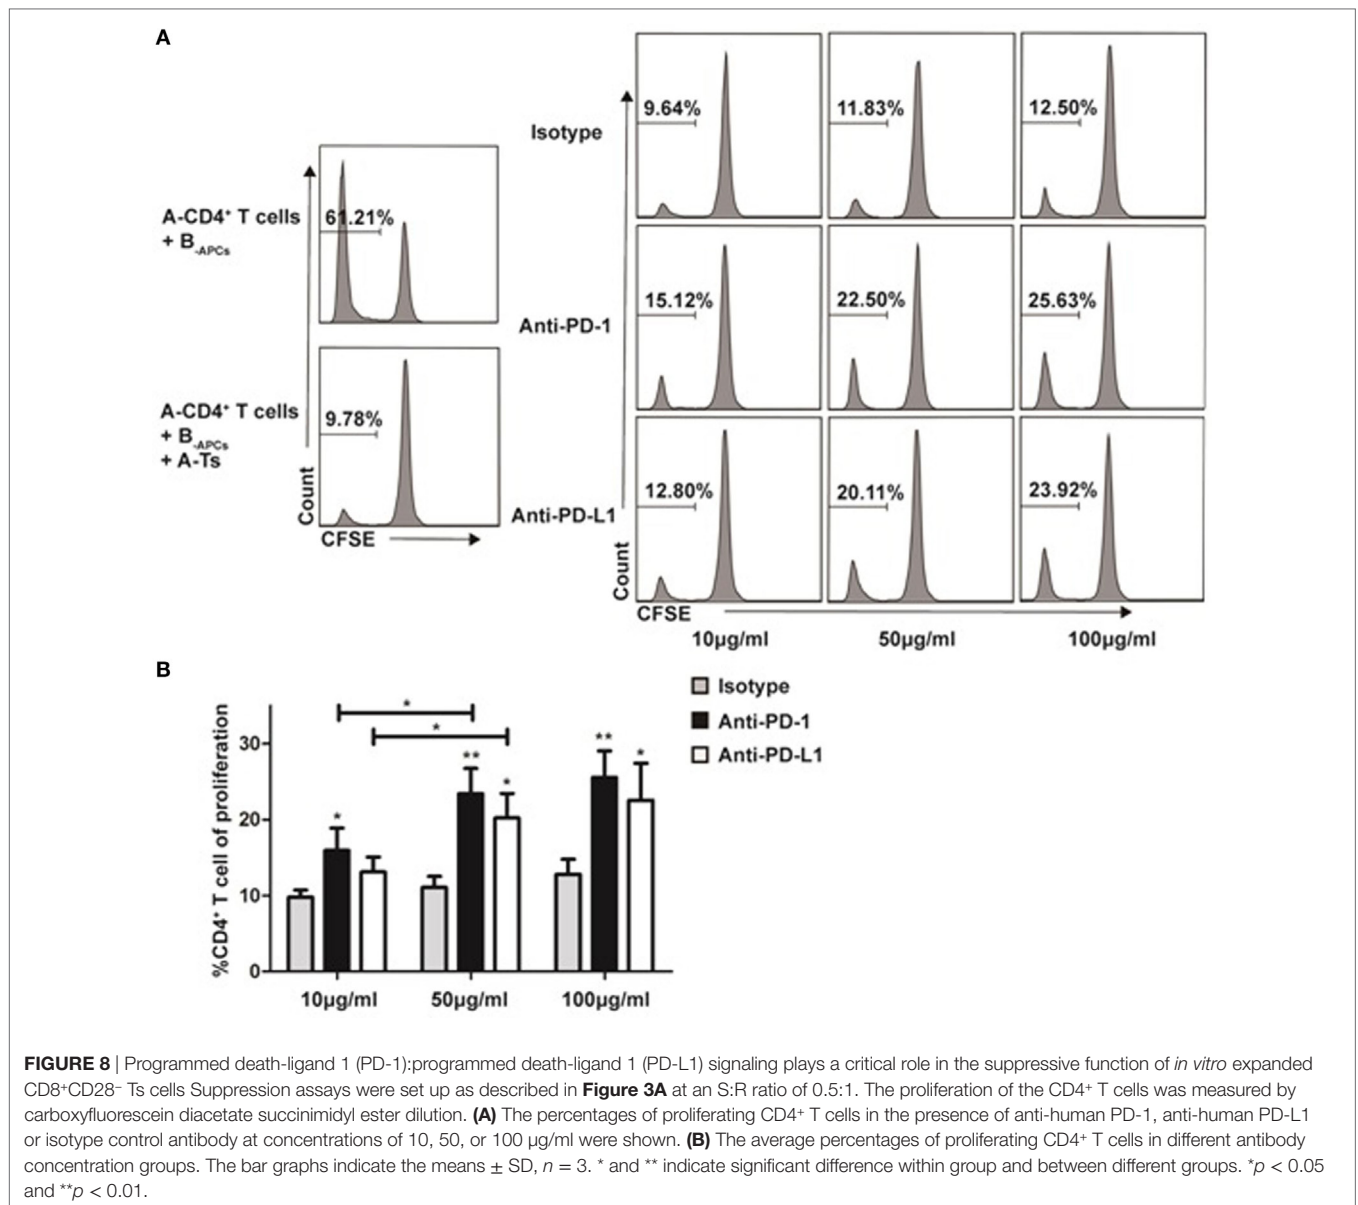 A
A-CD4⁺ T cells
+ B-APCs
61.21%
A-CD4⁺ T cells
+ B-APCs
+ A-Ts
9.78%
Count
CFSE
Isotype
9.64%
11.83%
12.50%
Anti-PD-1
15.12%
22.50%
25.63%
Anti-PD-L1
12.80%
20.11%
23.92%
Count
CFSE
10µg/ml
50µg/ml
100µg/ml
B
Isotype
Anti-PD-1
Anti-PD-L1
%CD4⁺ T cell of proliferation
30
20
10
0
*
*
*
**
*
**
*
10µg/ml
50µg/ml
100µg/ml
FIGURE 8 | Programmed death-ligand 1 (PD-1):programmed death-ligand 1 (PD-L1) signaling plays a critical role in the suppressive function of in vitro expanded
CD8⁺CD28⁻ Ts cells Suppression assays were set up as described in Figure 3A at an S:R ratio of 0.5:1. The proliferation of the CD4⁺ T cells was measured by
carboxyfluorescein diacetate succinimidyl ester dilution. (A) The percentages of proliferating CD4⁺ T cells in the presence of anti-human PD-1, anti-human PD-L1
or isotype control antibody at concentrations of 10, 50, or 100 µg/ml were shown. (B) The average percentages of proliferating CD4⁺ T cells in different antibody
concentration groups. The bar graphs indicate the means ± SD, n = 3. * and ** indicate significant difference within group and between different groups. *p < 0.05
and **p < 0.01.